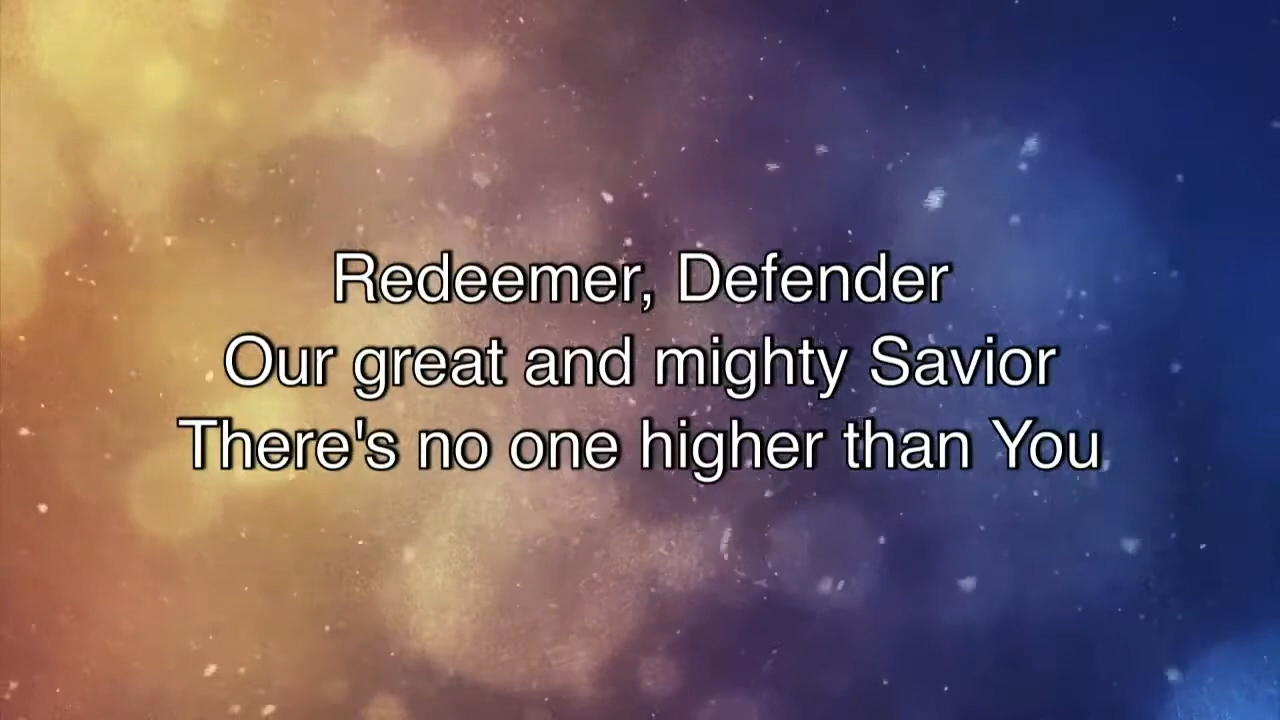 Redeemer, Defender
Our great and mighty Savior
There's no one higher than You